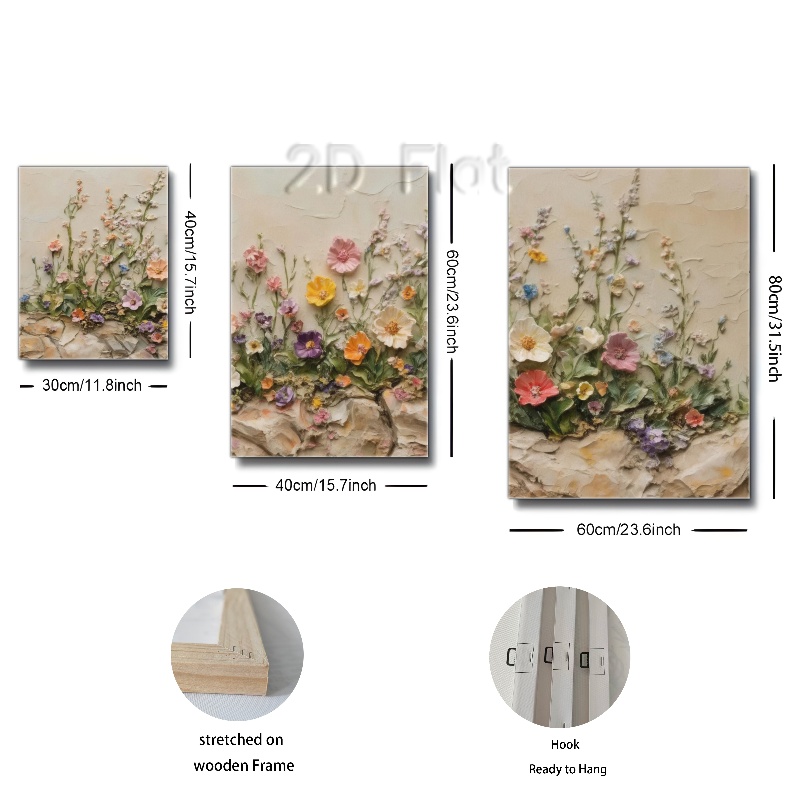 2D Flat
40cm/15.7inch
30cm/11.8inch
60cm/23.6inch
40cm/15.7inch
80cm/31.5inch
60cm/23.6inch
stretched on
wooden Frame
Hook
Ready to Hang